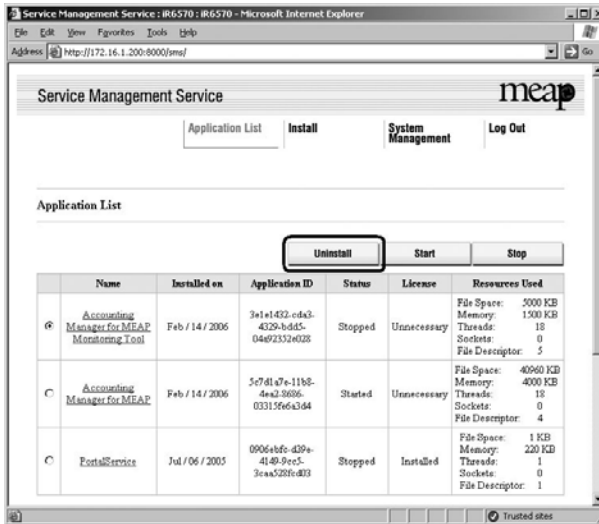 Service Management Service : iR6570 : iR6570 - Microsoft Internet Explorer
File Edit View Favorites Tools Help
Address http://172.16.1.200:8000/sms/ Go
Service Management Service meap
Application List Install System Management Log Out
Application List
Uninstall Start Stop
Name Installed on Application ID Status License Resources Used
Accounting Manager for MEAP Monitoring Tool Feb / 14 / 2006 3e1e1432-cda3-4329-bdd5-04a92352e028 Stopped Unnecessary
File Space: 5000 KB
Memory: 1500 KB
Threads: 18
Sockets: 0
File Descriptor: 5
Accounting Manager for MEAP Feb / 14 / 2006 5c7d1a7e-11b8-4ea2-8686-03315fe6a3d4 Started Unnecessary
File Space: 40960 KB
Memory: 4000 KB
Threads: 18
Sockets: 0
File Descriptor: 4
PortalService Jul / 06 / 2005 0906ebfc-d39e-4149-9ec5-3caa528fcd03 Stopped Installed
File Space: 1 KB
Memory: 220 KB
Threads: 1
Sockets: 0
File Descriptor: 1
Trusted sites